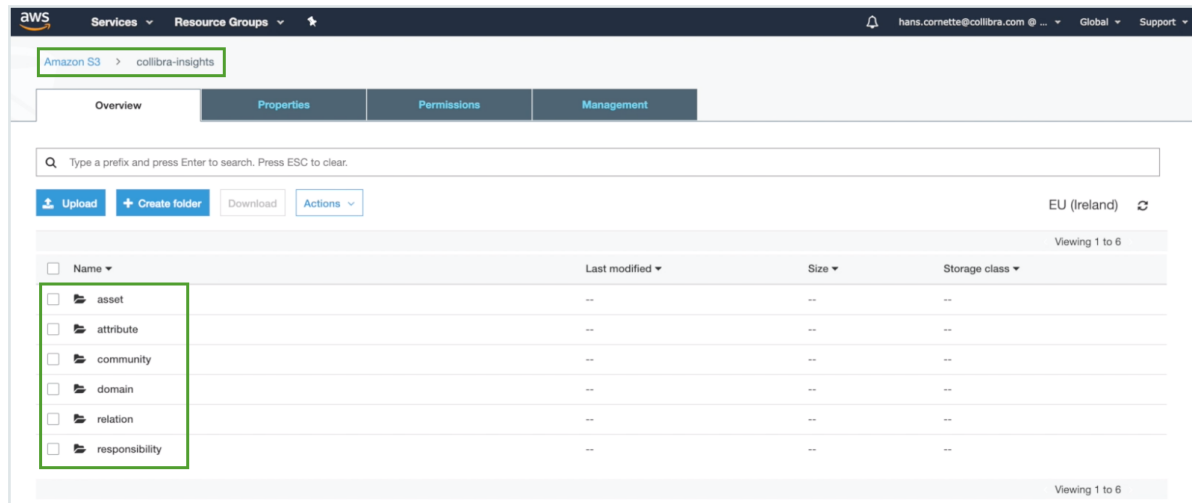 aws Services Resource Groups hans.cornette@collibra.com @ ... Global Support
Amazon S3 > collibra-insights
Overview Properties Permissions Management
Type a prefix and press Enter to search. Press ESC to clear.
Upload + Create folder Download Actions EU (Ireland)
Viewing 1 to 6
Name Last modified Size Storage class
asset -- -- --
attribute -- -- --
community -- -- --
domain -- -- --
relation -- -- --
responsibility -- -- --
Viewing 1 to 6